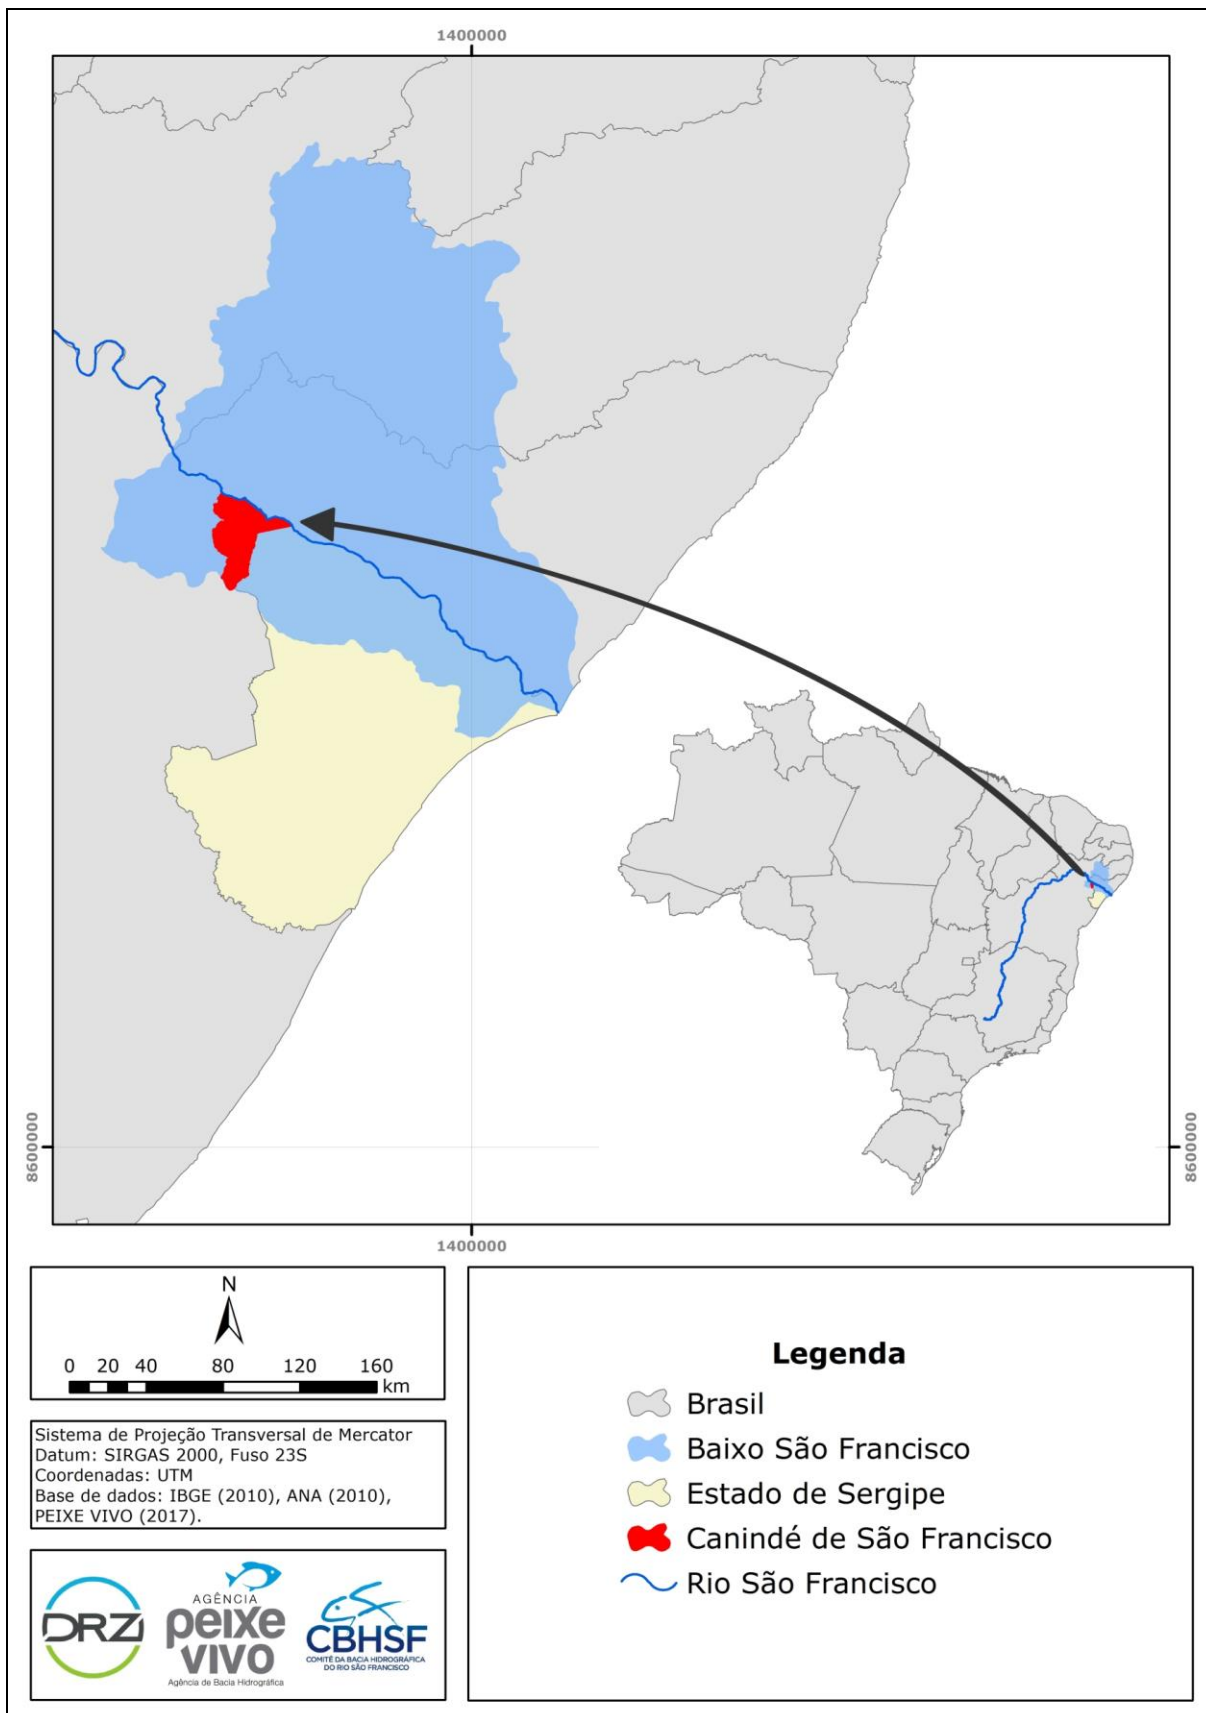 1400000
8600000
8600000
1400000
N
0 20 40 80 120 160
km
Sistema de Projeção Transversal de Mercator
Datum: SIRGAS 2000, Fuso 23S
Coordenadas: UTM
Base de dados: IBGE (2010), ANA (2010),
PEIXE VIVO (2017).
DRZ
AGÊNCIA
peixe
vivo
Agência de Bacia Hidrográfica
CBHSF
COMITÊ DA BACIA HIDROGRÁFICA
DO RIO SÃO FRANCISCO
Legenda
Brasil
Baixo São Francisco
Estado de Sergipe
Canindé de São Francisco
Rio São Francisco